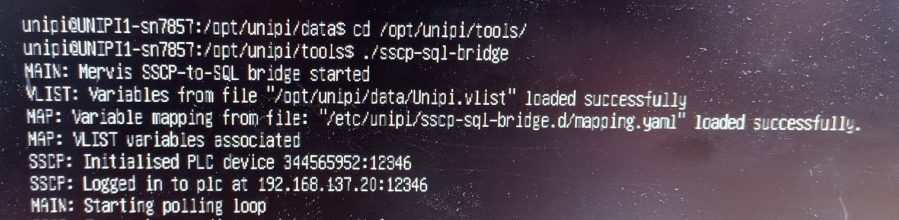 unipi@UNIPI1-sn7857:/opt/unipi/data$ cd /opt/unipi/tools/
unipi@UNIPI1-sn7857:/opt/unipi/tools$ ./sscp-sql-bridge
MAIN: Mervis SSCP-to-SQL bridge started
VLIST: Variables from file "/opt/unipi/data/Unipi.vlist" loaded successfully
MAP: Variable mapping from file: "/etc/unipi/sscp-sql-bridge.d/mapping.yaml" loaded successfully.
MAP: VLIST variables associated
SSCP: Initialised PLC device 344565952:12346
SSCP: Logged in to plc at 192.168.137.20:12346
MAIN: Starting polling loop